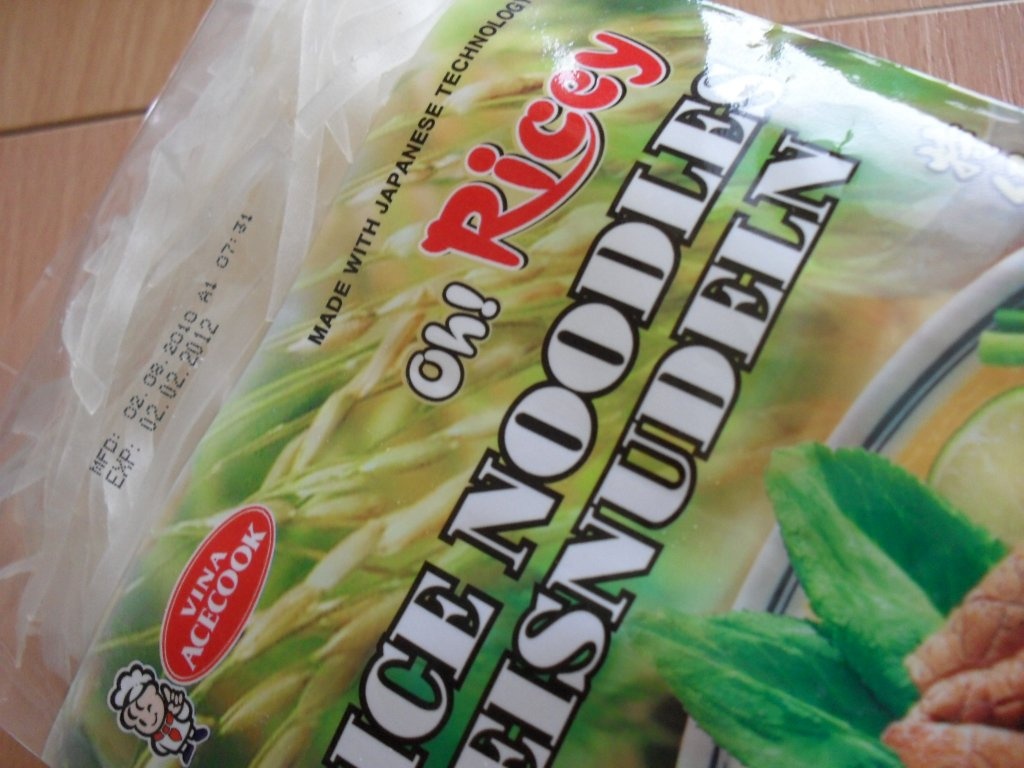 MADE WITH JAPANESE TECHNOLOGY
Oh! Ricey
ICE NOODLES
EISNUDELN
MFD: 02.08.2010 A1 07:31
EXP: 02.02.2012
VINA
ACECOOK